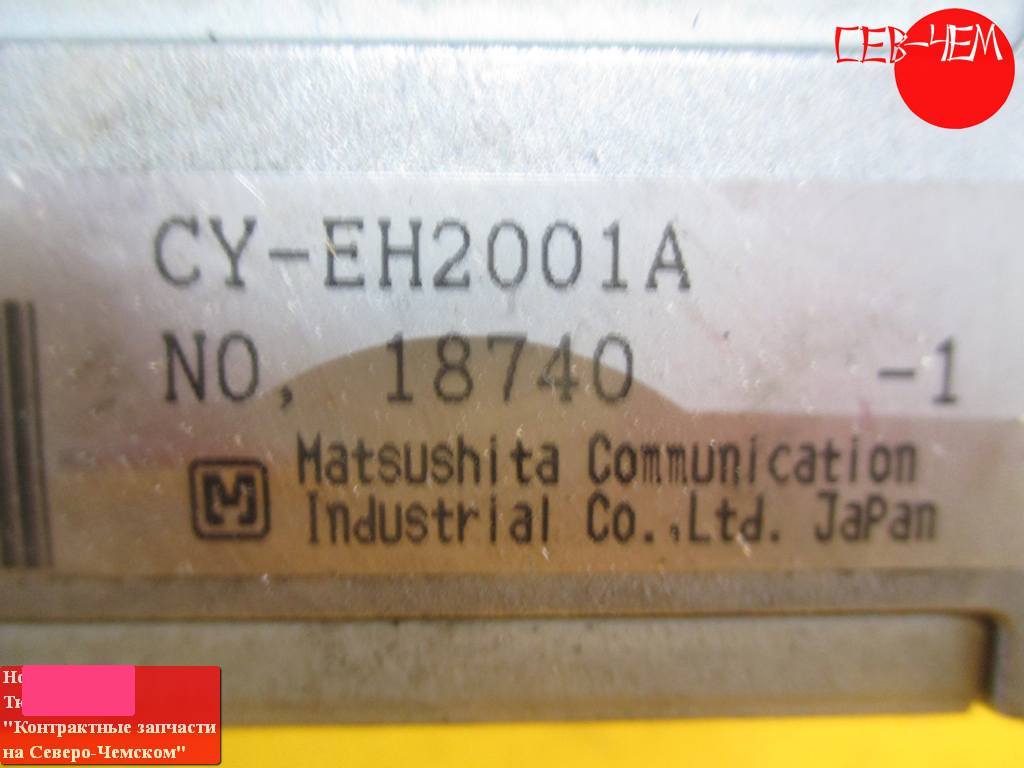 СЕВ-ЧЕМ
CY-EH2001A
NO, 18740 -1
Matsushita Communication
Industrial Co.,Ltd. JaPan
"Контрактные запчасти
на Северо-Чемском"